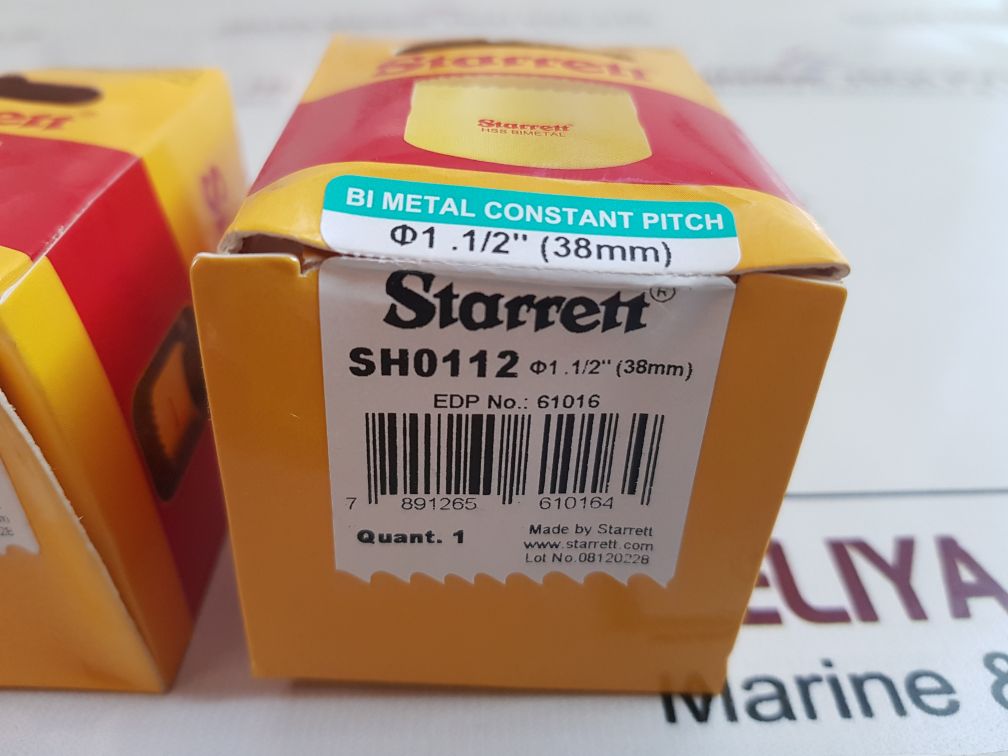 Starrett
Starrett
HSS BIMETAL
BI METAL CONSTANT PITCH
Φ1 .1/2" (38mm)
Starrett®
SH0112 Φ1 .1/2" (38mm)
EDP No.: 61016
7 891265 610164
Quant. 1
Made by Starrett
www.starrett.com
Lot No.08120228
ELIYA
Marine &